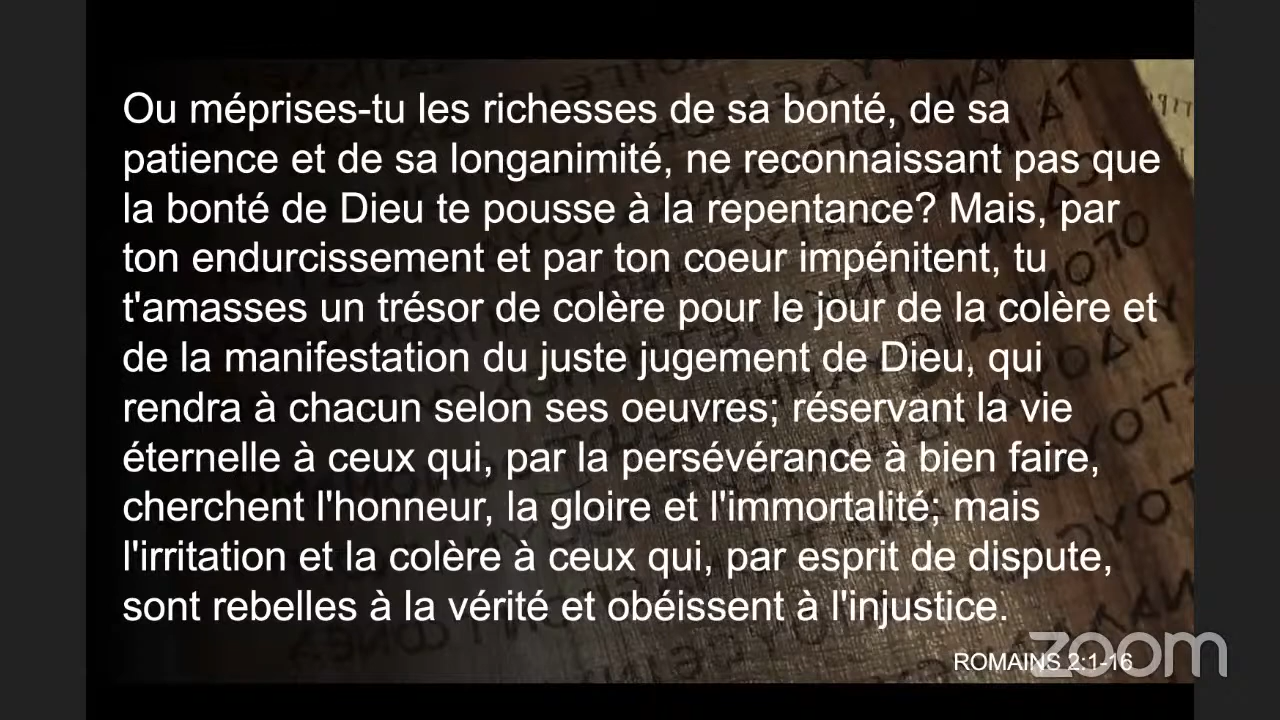 Ou méprises-tu les richesses de sa bonté, de sa
patience et de sa longanimité, ne reconnaissant pas que
la bonté de Dieu te pousse à la repentance? Mais, par
ton endurcissement et par ton coeur impénitent, tu
t'amasses un trésor de colère pour le jour de la colère et
de la manifestation du juste jugement de Dieu, qui
rendra à chacun selon ses oeuvres; réservant la vie
éternelle à ceux qui, par la persévérance à bien faire,
cherchent l'honneur, la gloire et l'immortalité; mais
l'irritation et la colère à ceux qui, par esprit de dispute,
sont rebelles à la vérité et obéissent à l'injustice.
ROMAINS 2:1-16
zoom